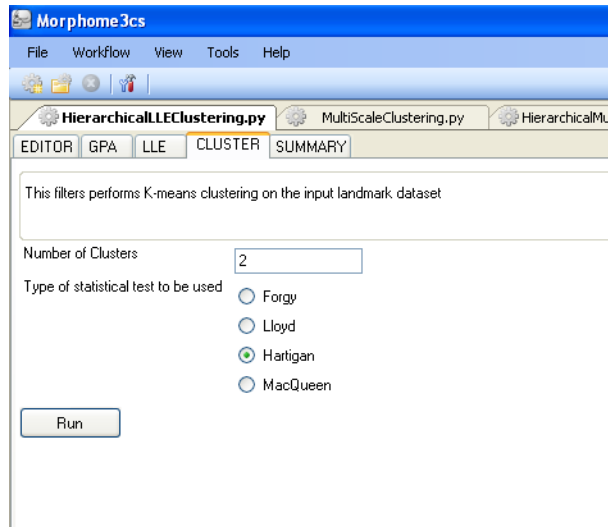 Morphome3cs
File Workflow View Tools Help
HierarchicalLLEClustering.py MultiScaleClustering.py HierarchicalMu
EDITOR GPA LLE CLUSTER SUMMARY
This filters performs K-means clustering on the input landmark dataset
Number of Clusters 2
Type of statistical test to be used Forgy
Lloyd
Hartigan
MacQueen
Run